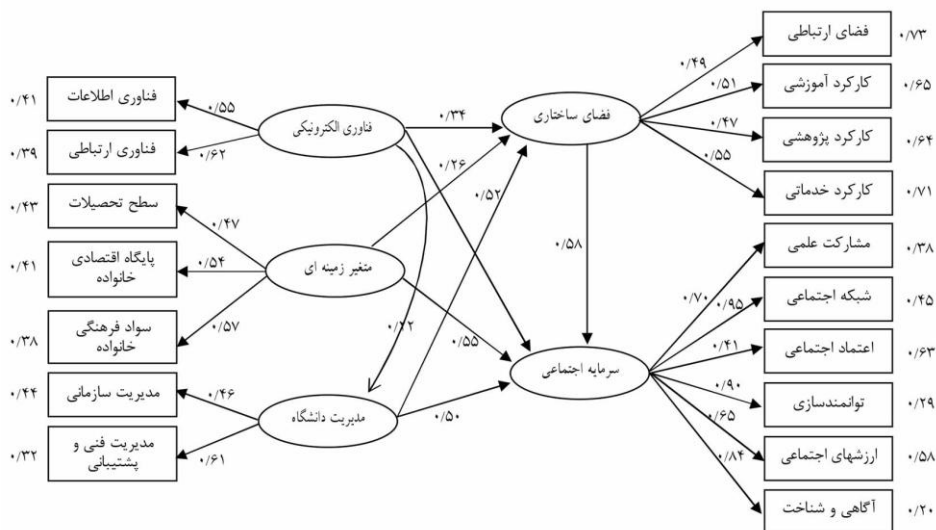 فضای ارتباطی
۰/۷۳
کارکرد آموزشی
۰/۶۵
کارکرد پژوهشی
۰/۶۴
کارکرد خدماتی
۰/۷۱
مشارکت علمی
۰/۳۸
شبکه اجتماعی
۰/۴۵
اعتماد اجتماعی
۰/۶۳
توانمندسازی
۰/۲۹
ارزشهای اجتماعی
۰/۵۸
آگاهی و شناخت
۰/۲۰
۰/۴۹
۰/۵۱
۰/۴۷
۰/۵۵
۰/۷۰
۰/۹۵
۰/۴۱
۰/۹۰
۰/۶۵
۰/۸۴
فضای ساختاری
سرمایه اجتماعی
۰/۳۴
۰/۲۶
۰/۵۲
۰/۵۸
۰/۲۲
۰/۵۵
۰/۵۰
فناوری الکترونیکی
متغیر زمینه ای
مدیریت دانشگاه
۰/۵۵
۰/۶۲
۰/۴۷
۰/۵۴
۰/۵۷
۰/۴۶
۰/۶۱
فناوری اطلاعات
۰/۴۱
فناوری ارتباطی
۰/۳۹
سطح تحصیلات
۰/۴۳
پایگاه اقتصادی
خانواده
۰/۴۱
سواد فرهنگی
خانواده
۰/۳۸
مدیریت سازمانی
۰/۴۴
مدیریت فنی و
پشتیبانی
۰/۳۲